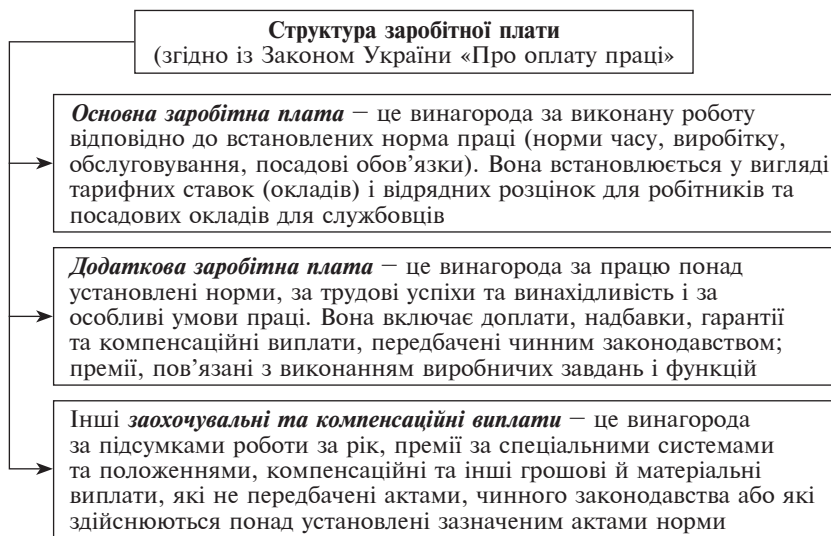 Структура заробітної плати
(згідно із Законом України «Про оплату праці»
Основна заробітна плата — це винагорода за виконану роботу
відповідно до встановлених норма праці (норми часу, виробітку,
обслуговування, посадові обов’язки). Вона встановлюється у вигляді
тарифних ставок (окладів) і відрядних розцінок для робітників та
посадових окладів для службовців
Додаткова заробітна плата — це винагорода за працю понад
установлені норми, за трудові успіхи та винахідливість і за
особливі умови праці. Вона включає доплати, надбавки, гарантії
та компенсаційні виплати, передбачені чинним законодавством;
премії, пов’язані з виконанням виробничих завдань і функцій
Інші заохочувальні та компенсаційні виплати — це винагорода
за підсумками роботи за рік, премії за спеціальними системами
та положеннями, компенсаційні та інші грошові й матеріальні
виплати, які не передбачені актами, чинного законодавства або які
здійснюються понад установлені зазначеним актами норми